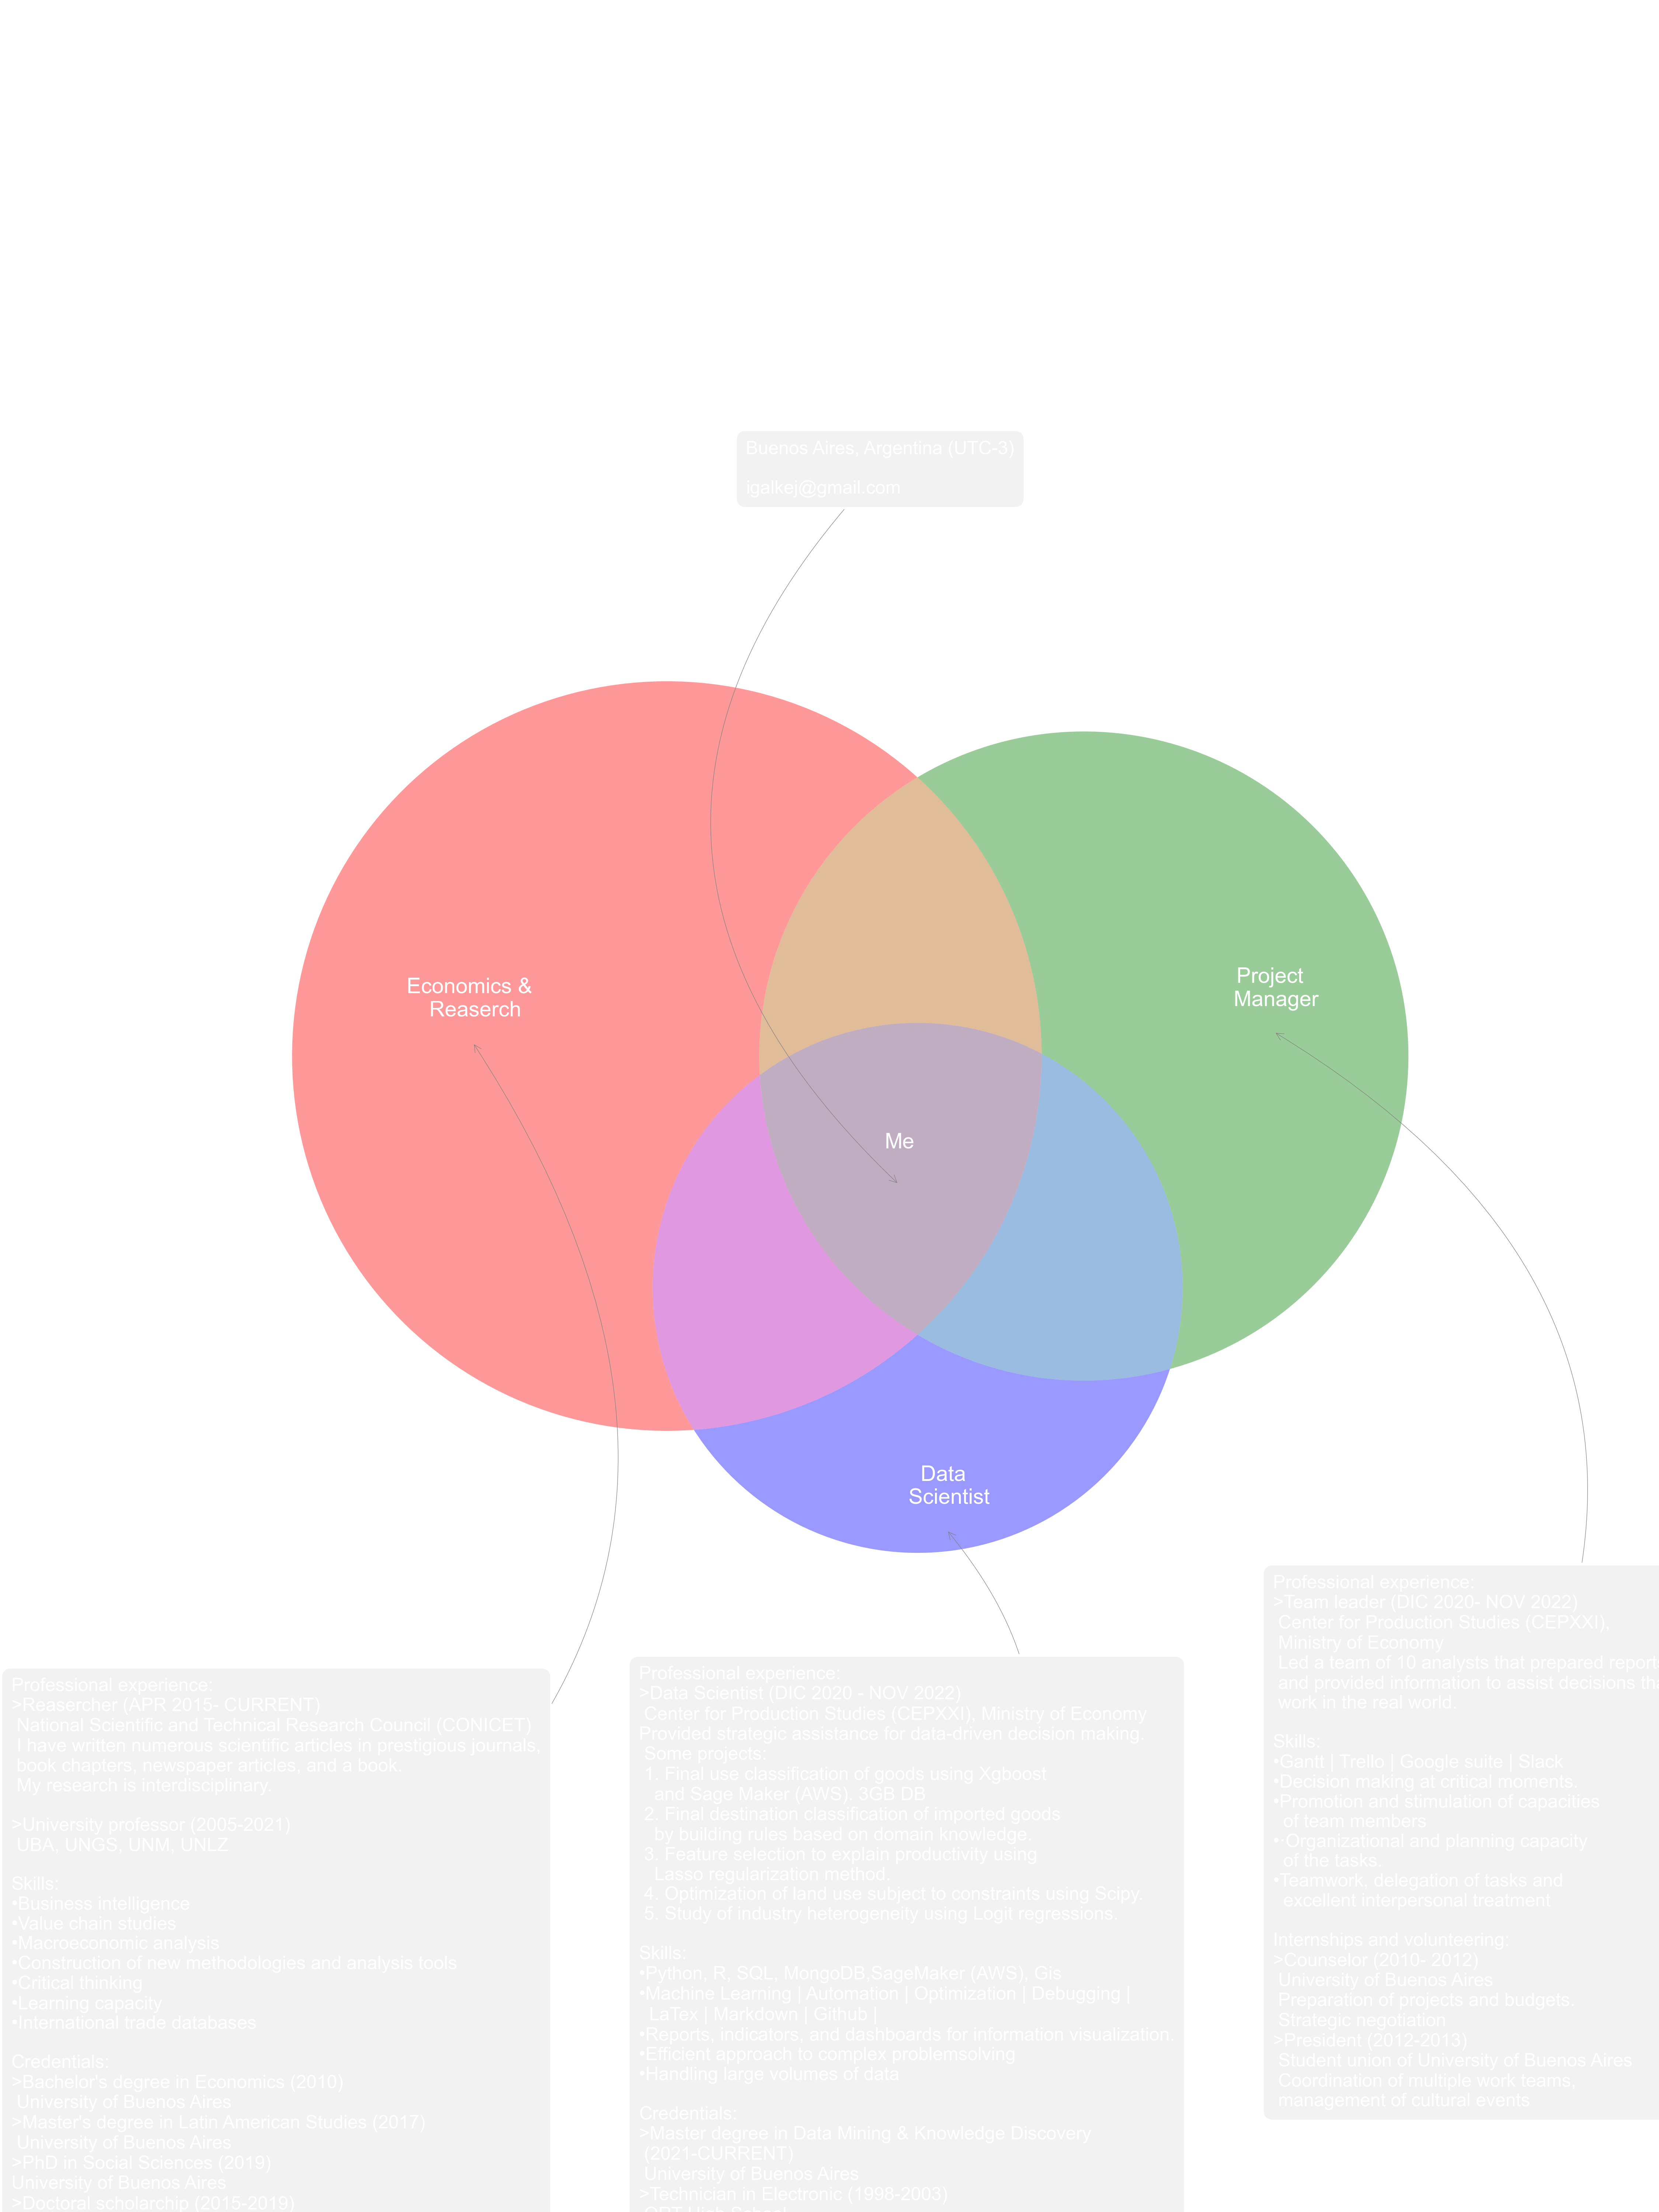 Buenos Aires, Argentina (UTC-3)
igalkej@gmail.com
Economics &
Reaserch
Project
Manager
Me
Data
Scientist
Professional experience:
>Reasercher (APR 2015- CURRENT)
National Scientific and Technical Research Council (CONICET)
I have written numerous scientific articles in prestigious journals,
book chapters, newspaper articles, and a book.
My research is interdisciplinary.
>University professor (2005-2021)
UBA, UNGS, UNM, UNLZ
Skills:
•Business intelligence
•Value chain studies
•Macroeconomic analysis
•Construction of new methodologies and analysis tools
•Critical thinking
•Learning capacity
•International trade databases
Credentials:
>Bachelor's degree in Economics (2010)
University of Buenos Aires
>Master's degree in Latin American Studies (2017)
University of Buenos Aires
>PhD in Social Sciences (2019)
University of Buenos Aires
>Doctoral scholarchip (2015-2019)
Professional experience:
>Data Scientist (DIC 2020 - NOV 2022)
Center for Production Studies (CEPXXI), Ministry of Economy
Provided strategic assistance for data-driven decision making.
Some projects:
1. Final use classification of goods using Xgboost
and Sage Maker (AWS). 3GB DB
2. Final destination classification of imported goods
by building rules based on domain knowledge.
3. Feature selection to explain productivity using
Lasso regularization method.
4. Optimization of land use subject to constraints using Scipy.
5. Study of industry heterogeneity using Logit regressions.
Skills:
•Python, R, SQL, MongoDB,SageMaker (AWS), Gis
•Machine Learning | Automation | Optimization | Debugging |
LaTex | Markdown | Github |
•Reports, indicators, and dashboards for information visualization.
•Efficient approach to complex problemsolving
•Handling large volumes of data
Credentials:
>Master degree in Data Mining & Knowledge Discovery
(2021-CURRENT)
University of Buenos Aires
>Technician in Electronic (1998-2003)
ORT High School
Professional experience:
>Team leader (DIC 2020- NOV 2022)
Center for Production Studies (CEPXXI),
Ministry of Economy
Led a team of 10 analysts that prepared report
and provided information to assist decisions tha
work in the real world.
Skills:
•Gantt | Trello | Google suite | Slack
•Decision making at critical moments.
•Promotion and stimulation of capacities
of team members
• Organizational and planning capacity
of the tasks.
•Teamwork, delegation of tasks and
excellent interpersonal treatment
Internships and volunteering:
>Counselor (2010- 2012)
University of Buenos Aires
Preparation of projects and budgets.
Strategic negotiation
>President (2012-2013)
Student union of University of Buenos Aires
Coordination of multiple work teams.
management of cultural events